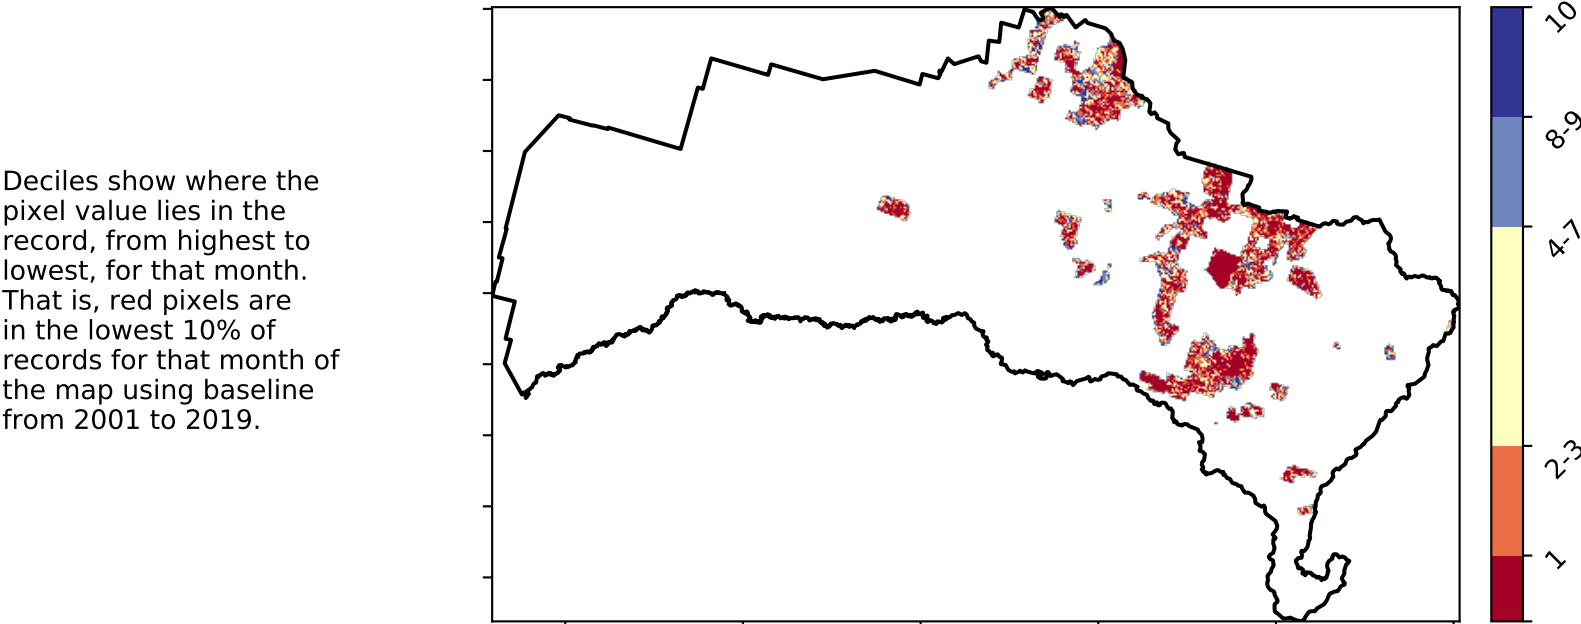 Deciles show where the
pixel value lies in the
record, from highest to
lowest, for that month.
That is, red pixels are
in the lowest 10% of
records for that month of
the map using baseline
from 2001 to 2019.
10
8-9
4-7
2-3
1